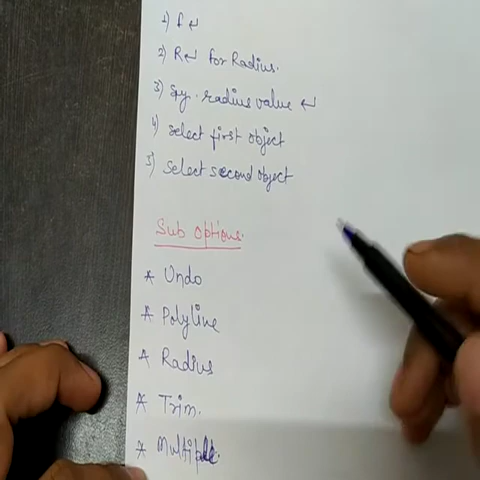 1) f ↵
2) R↵ for Radius.
3) Spy. radius value ↵
4) Select first object
5) Select second object
Sub options.
* Undo
* Polyline
* Radius
* Trim.
* Multiple